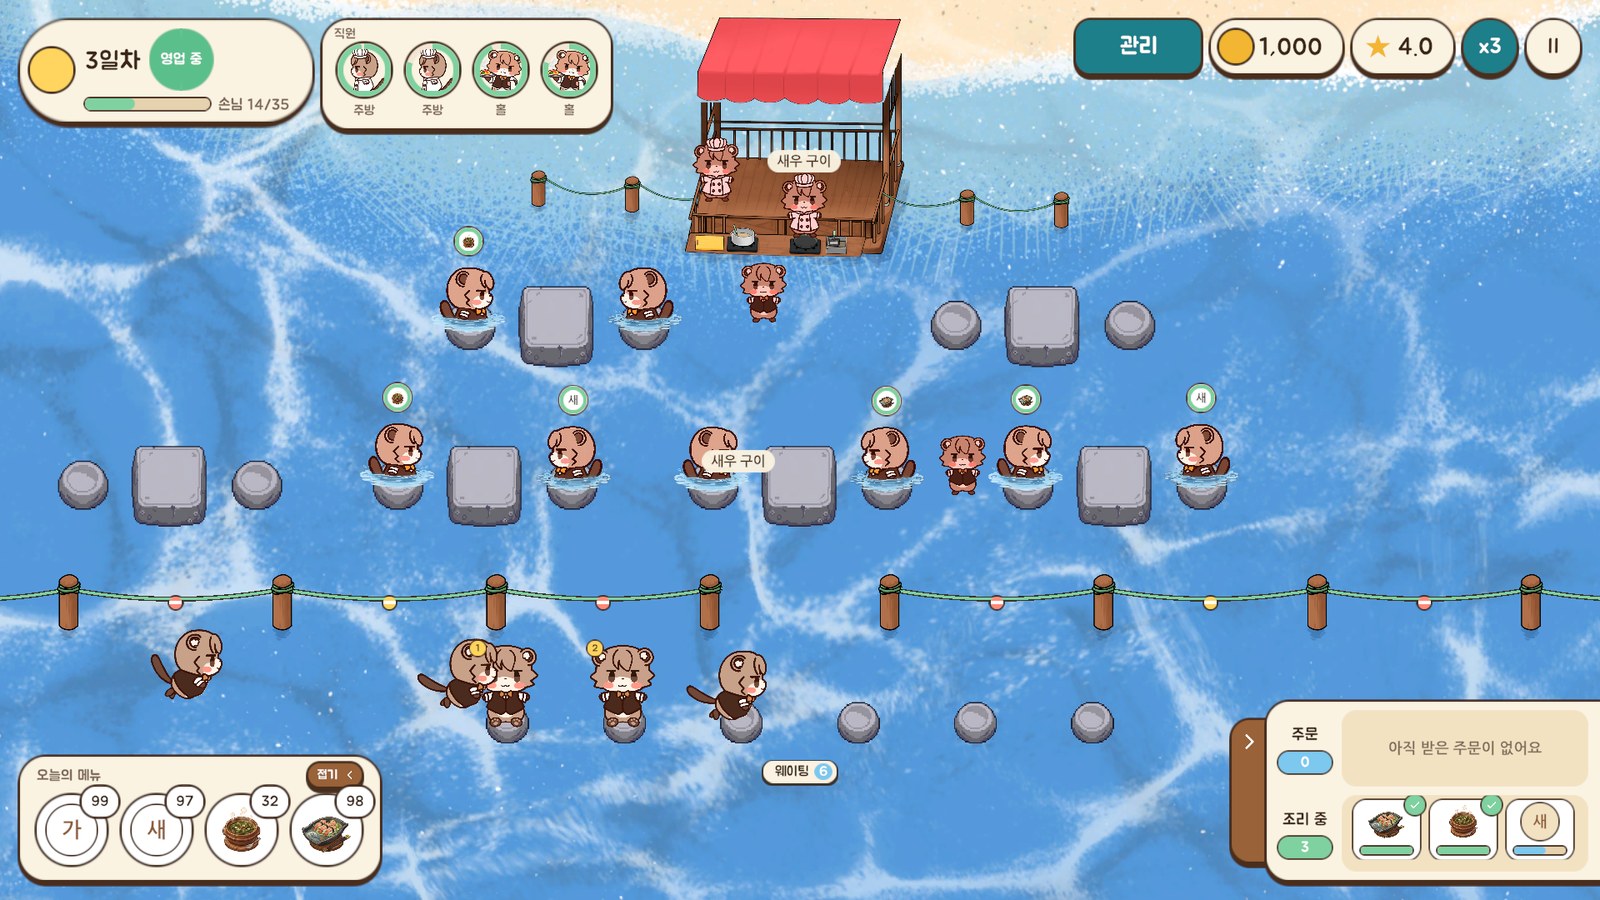 3일차
영업 중
손님 14/35
직원
주방
주방
홀
홀
관리
1,000
4.0
x3
새우 구이
새
새
새우 구이
1
2
웨이팅 6
오늘의 메뉴
접기
99
97
32
98
가
새
주문
0
아직 받은 주문이 없어요
조리 중
3
새